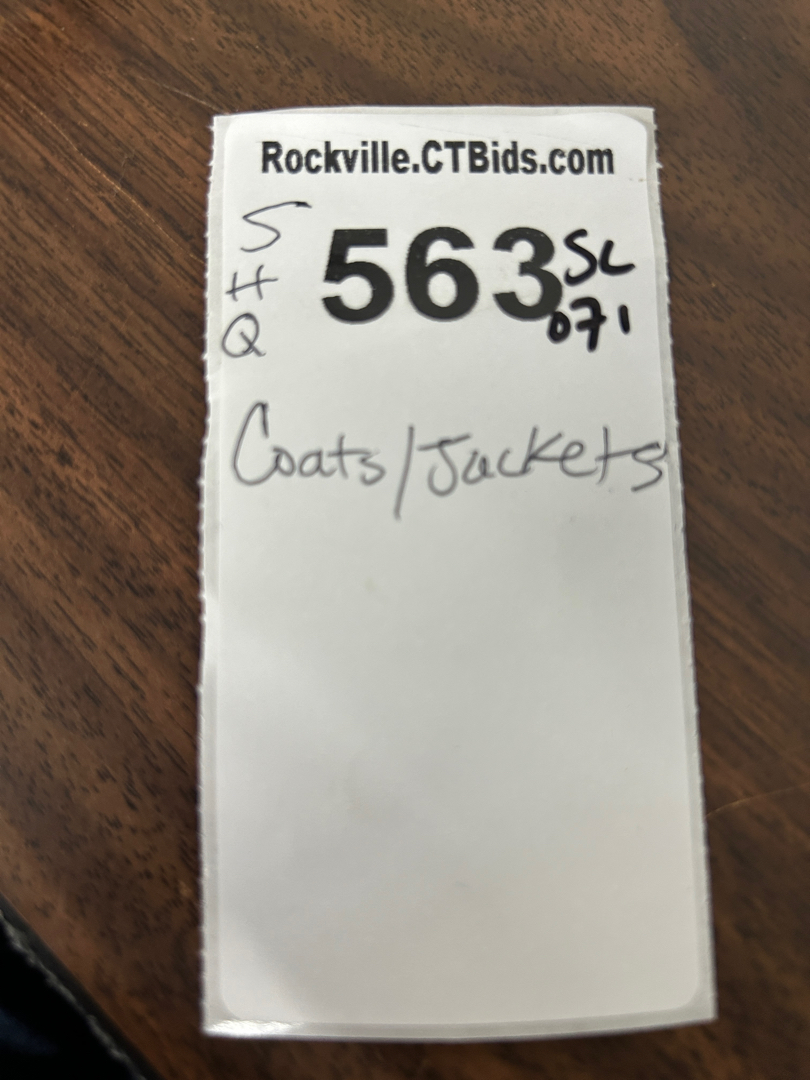 Rockville.CTBids.com
S
H
Q
563
SL
071
Coats/Jackets